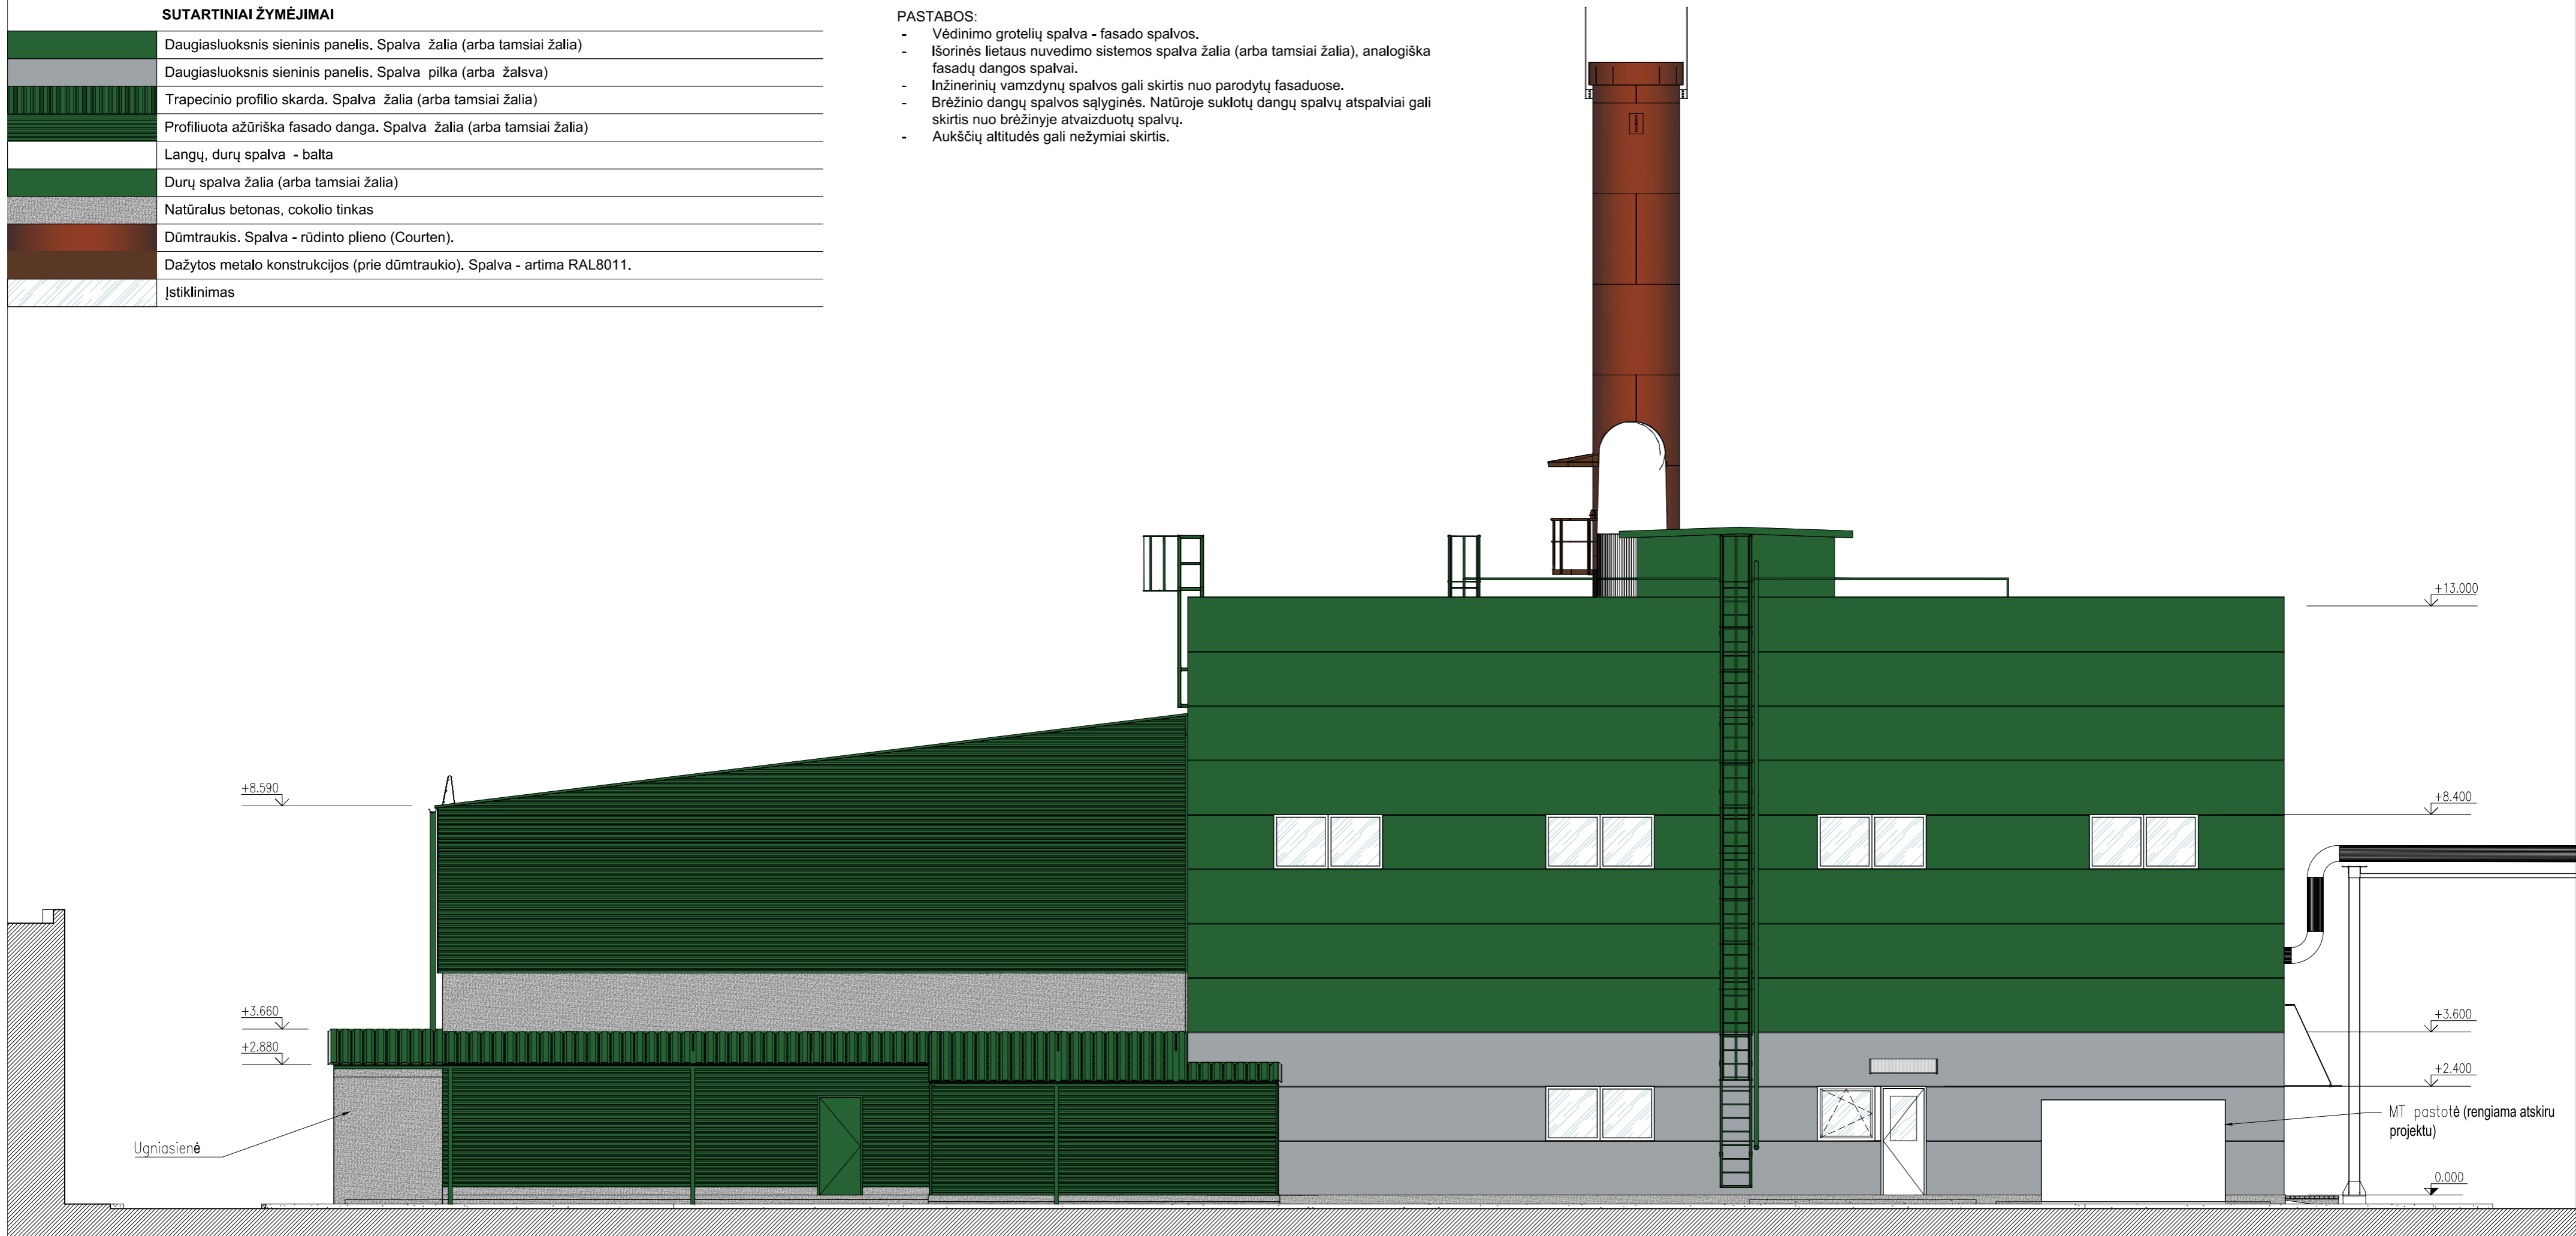 SUTARTINIAI ŽYMĖJIMAI
Daugiasluoksnis sieninis panelis. Spalva žalia (arba tamsiai žalia)
Daugiasluoksnis sieninis panelis. Spalva pilka (arba žalsva)
Trapecinio profilio skarda. Spalva žalia (arba tamsiai žalia)
Profiliuota ažūriška fasado danga. Spalva žalia (arba tamsiai žalia)
Langų, durų spalva - balta
Durų spalva žalia (arba tamsiai žalia)
Natūralus betonas, cokolio tinkas
Dūmtraukis. Spalva - rūdinto plieno (Courten).
Dažytos metalo konstrukcijos (prie dūmtraukio). Spalva - artima RAL8011.
Įstiklinimas
PASTABOS:
- Vėdinimo grotelių spalva - fasado spalvos.
- Išorinės lietaus nuvedimo sistemos spalva žalia (arba tamsiai žalia), analogiška
fasadų dangos spalvai.
- Inžinerinių vamzdynų spalvos gali skirtis nuo parodytų fasaduose.
- Brėžinio dangų spalvos sąlyginės. Natūroje suklotų dangų spalvų atspalviai gali
skirtis nuo brėžinyje atvaizduotų spalvų.
- Aukščių altitudės gali nežymiai skirtis.
+13.000
+8.590
+8.400
+3.660
+3.600
+2.880
+2.400
MT pastotė (rengiama atskiru
projektu)
Ugniasienė
0.000